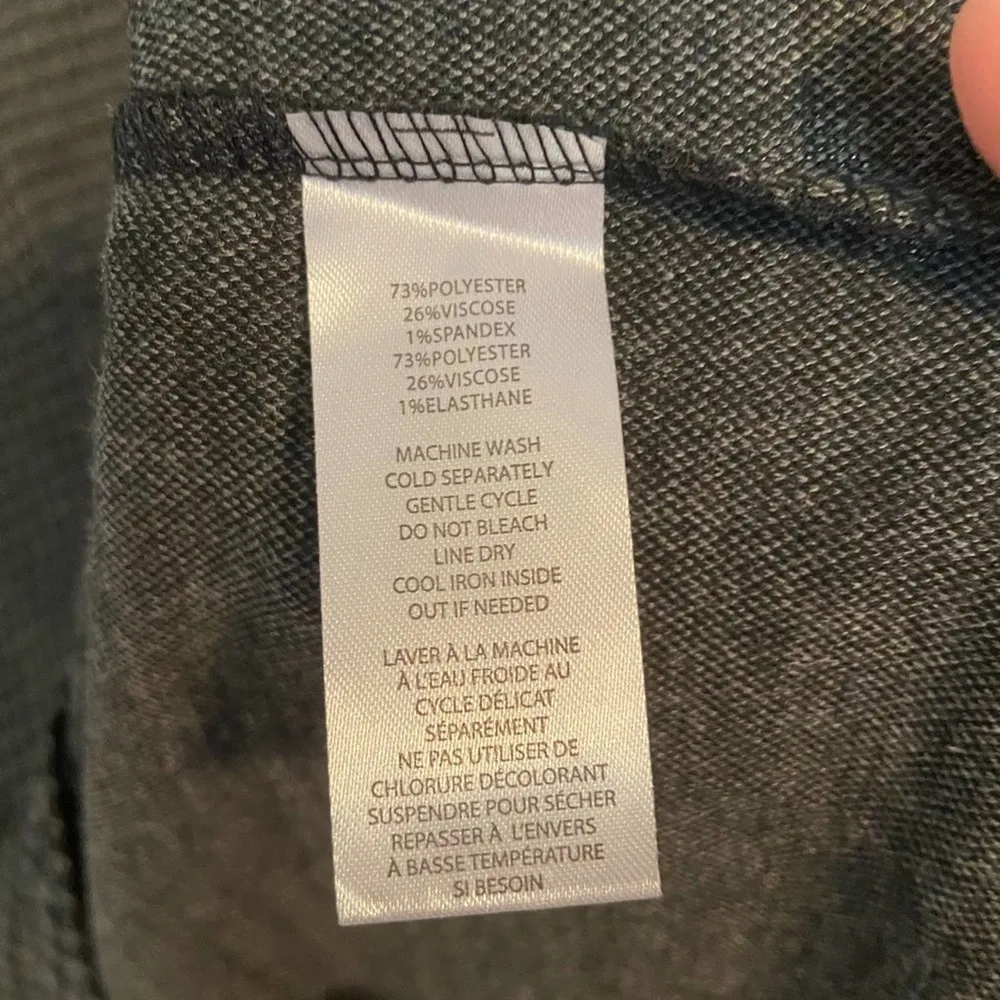 73%POLYESTER
26%VISCOSE
1%SPANDEX
73%POLYESTER
26%VISCOSE
1%ELASTHANE
MACHINE WASH
COLD SEPARATELY
GENTLE CYCLE
DO NOT BLEACH
LINE DRY
COOL IRON INSIDE
OUT IF NEEDED
LAVER À LA MACHINE
À L'EAU FROIDE AU
CYCLE DÉLICAT
SÉPARÉMENT
NE PAS UTILISER DE
CHLORURE DÉCOLORANT
SUSPENDRE POUR SÉCHER
REPASSER À L'ENVERS
À BASSE TEMPÉRATURE
SI BESOIN